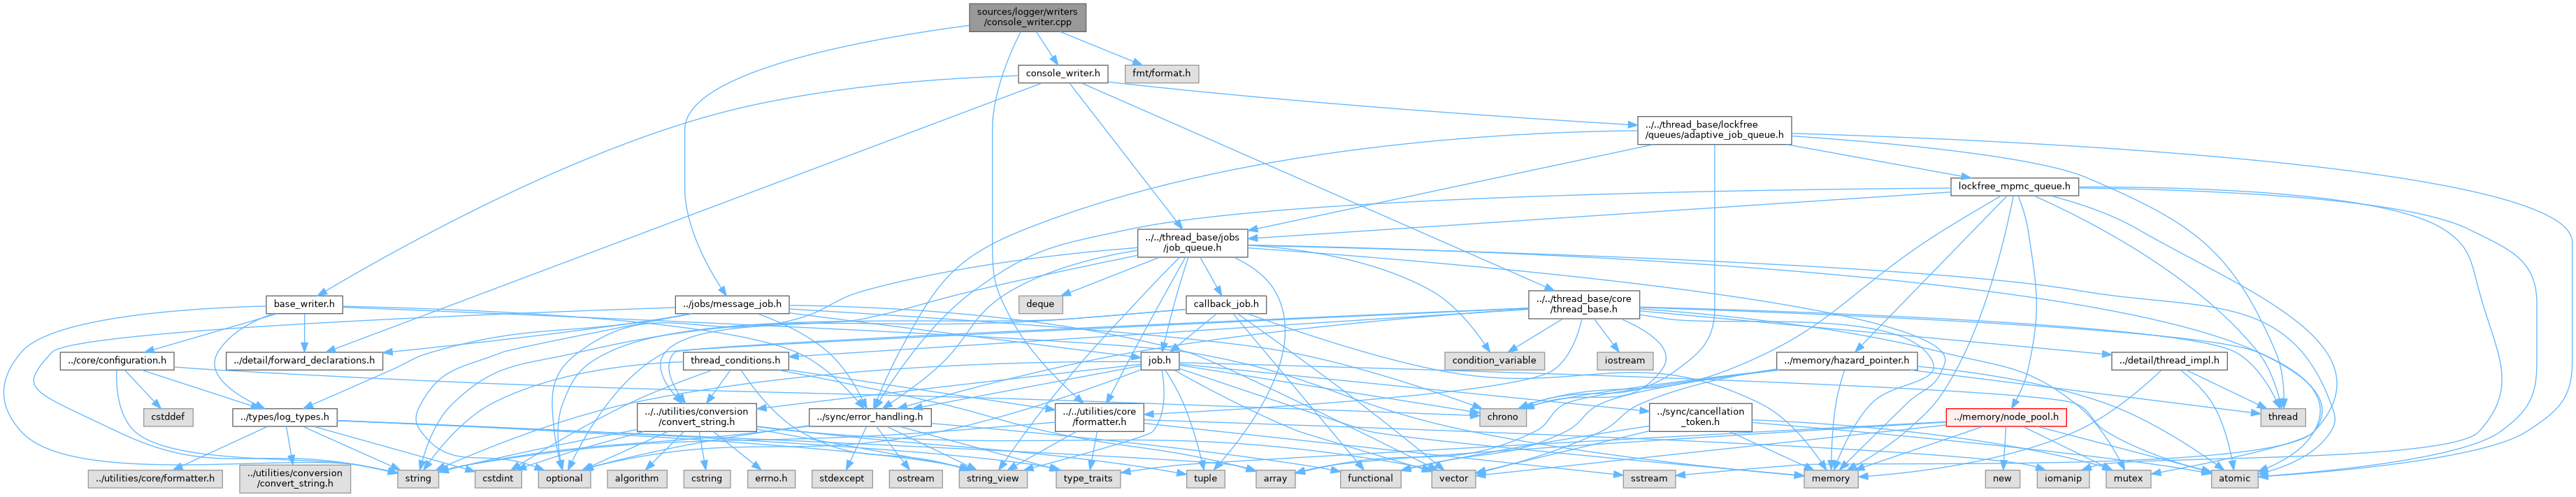 sources/logger/writers
/console_writer.cpp
console_writer.h
fmt/format.h
../../thread_base/lockfree
/queues/adaptive_job_queue.h
lockfree_mpmc_queue.h
../../thread_base/jobs
/job_queue.h
base_writer.h
../jobs/message_job.h
deque
callback_job.h
../../thread_base/core
/thread_base.h
../core/configuration.h
../detail/forward_declarations.h
thread_conditions.h
job.h
condition_variable
iostream
../memory/hazard_pointer.h
../detail/thread_impl.h
cstddef
../types/log_types.h
../../utilities/conversion
/convert_string.h
../sync/error_handling.h
../../utilities/core
/formatter.h
chrono
../sync/cancellation
_token.h
../memory/node_pool.h
thread
../utilities/core/formatter.h
../utilities/conversion
/convert_string.h
string
cstdint
optional
algorithm
cstring
errno.h
stdexcept
ostream
string_view
type_traits
tuple
array
functional
vector
sstream
memory
new
iomanip
mutex
atomic